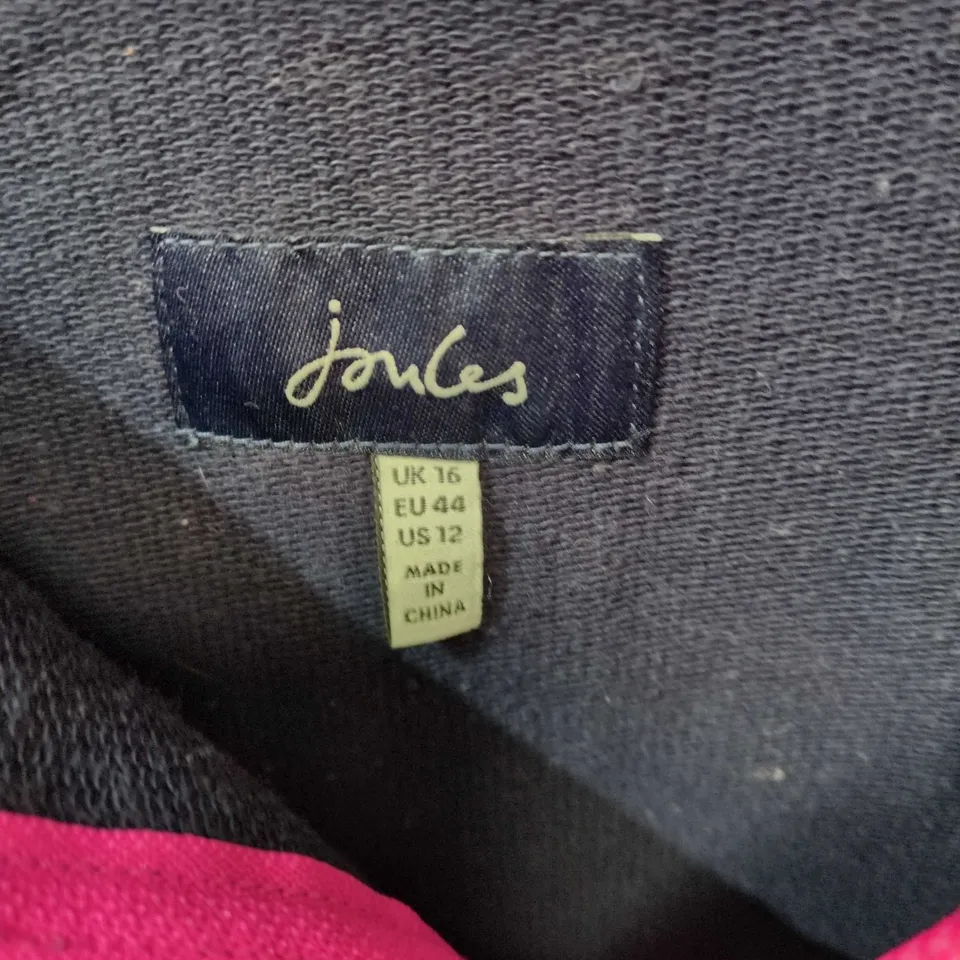 joules
UK 16
EU 44
US 12
MADE
IN
CHINA